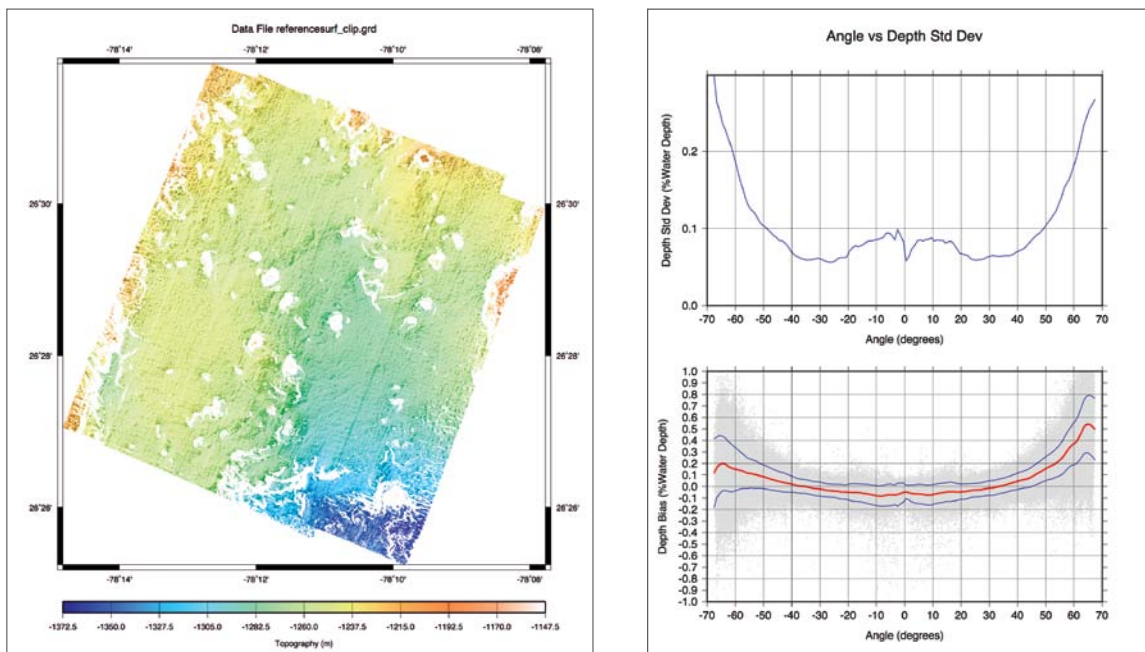 Data File referencesurf_clip.grd
-78°14' -78°12' -78°10' -78°08'
26°30' 26°30'
26°28' 26°28'
26°26' 26°26'
-78°14' -78°12' -78°10' -78°08'
-1372.5 -1350.0 -1327.5 -1305.0 -1282.5 -1260.0 -1237.5 -1215.0 -1192.5 -1170.0 -1147.5
Topography (m)
Angle vs Depth Std Dev
Depth Std Dev (%Water Depth)
0.2
0.1
0.0
-70 -60 -50 -40 -30 -20 -10 0 10 20 30 40 50 60 70
Angle (degrees)
Depth Bias (%Water Depth)
1.0
0.9
0.8
0.7
0.6
0.5
0.4
0.3
0.2
0.1
0.0
-0.1
-0.2
-0.3
-0.4
-0.5
-0.6
-0.7
-0.8
-0.9
-1.0
-70 -60 -50 -40 -30 -20 -10 0 10 20 30 40 50 60 70
Angle (degrees)